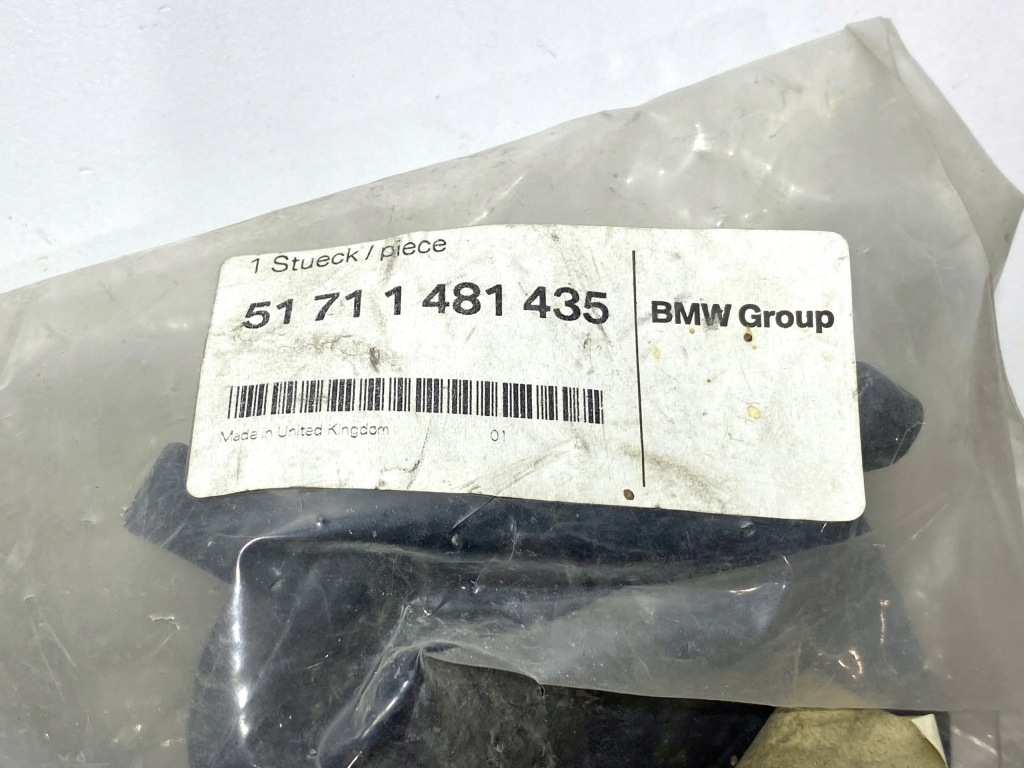 1 Stueck / piece
51 71 1 481 435
BMW Group
Made in United Kingdom 01